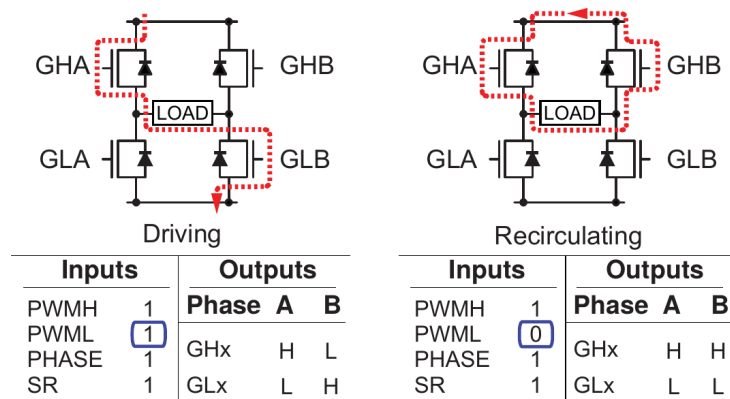 GHA GHB GHA GHB
LOAD LOAD
GLA GLB GLA GLB
Driving Recirculating
Inputs Outputs Inputs Outputs
PWMH 1 Phase A B PWMH 1 Phase A B
PWML 1 PWML 0
GHx H L GHx H H
PHASE 1 PHASE 1
SR 1 GLx L H SR 1 GLx L L